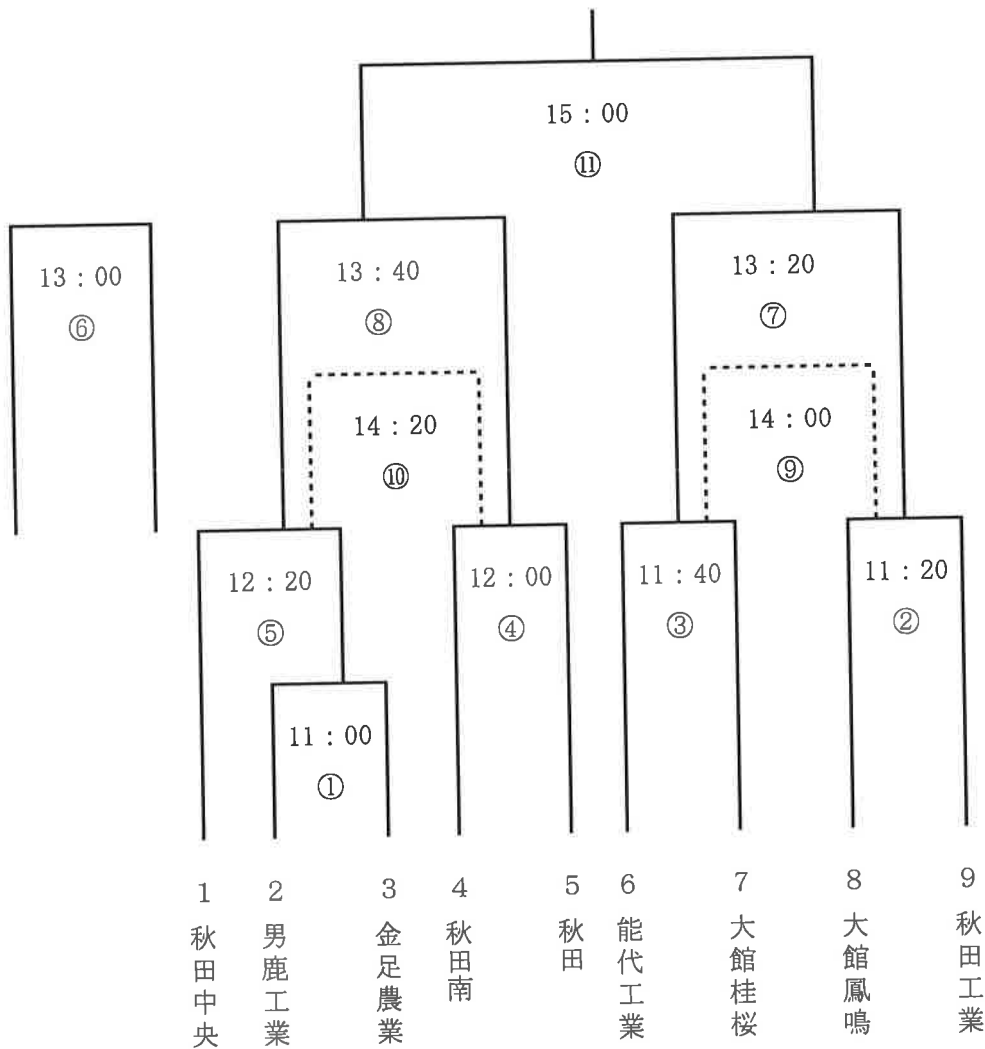 15:00
⑪
13:00
⑥
13:40
⑧
13:20
⑦
14:20
⑩
14:00
⑨
12:20
⑤
12:00
④
11:40
③
11:20
②
11:00
①
1 秋田中央
2 男鹿工業
3 金足農業
4 秋田南
5 秋田
6 能代工業
7 大館桂桜
8 大館鳳鳴
9 秋田工業